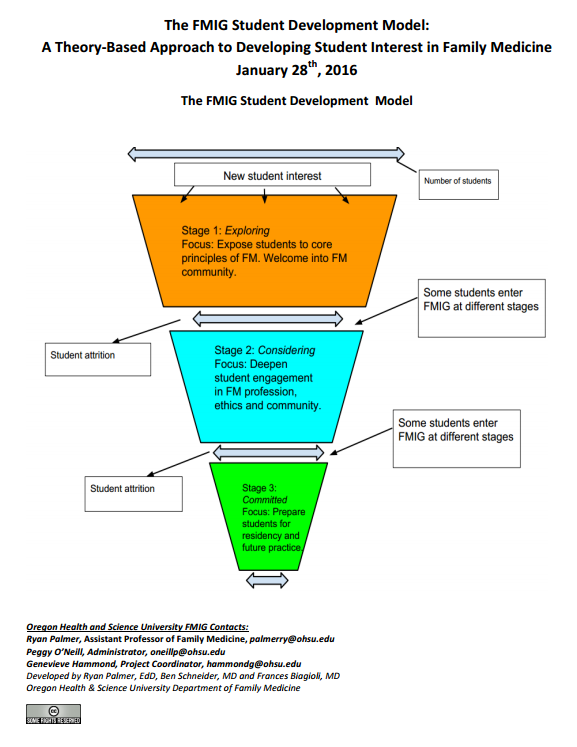 The FMIG Student Development Model:
A Theory-Based Approach to Developing Student Interest in Family Medicine
January 28th, 2016
The FMIG Student Development Model
New student interest
Number of students
Stage 1: Exploring
Focus: Expose students to core
principles of FM. Welcome into FM
community.
Some students enter
FMIG at different stages
Student attrition
Stage 2: Considering
Focus: Deepen
student engagement
in FM profession,
ethics and community.
Some students enter
FMIG at different stages
Student attrition
Stage 3:
Committed
Focus: Prepare
students for
residency and
future practice.
Oregon Health and Science University FMIG Contacts:
Ryan Palmer, Assistant Professor of Family Medicine, palmerry@ohsu.edu
Peggy O'Neill, Administrator, oneillp@ohsu.edu
Genevieve Hammond, Project Coordinator, hammondg@ohsu.edu
Developed by Ryan Palmer, EdD, Ben Schneider, MD and Frances Biagioli, MD
Oregon Health & Science University Department of Family Medicine
cc
SOME RIGHTS RESERVED